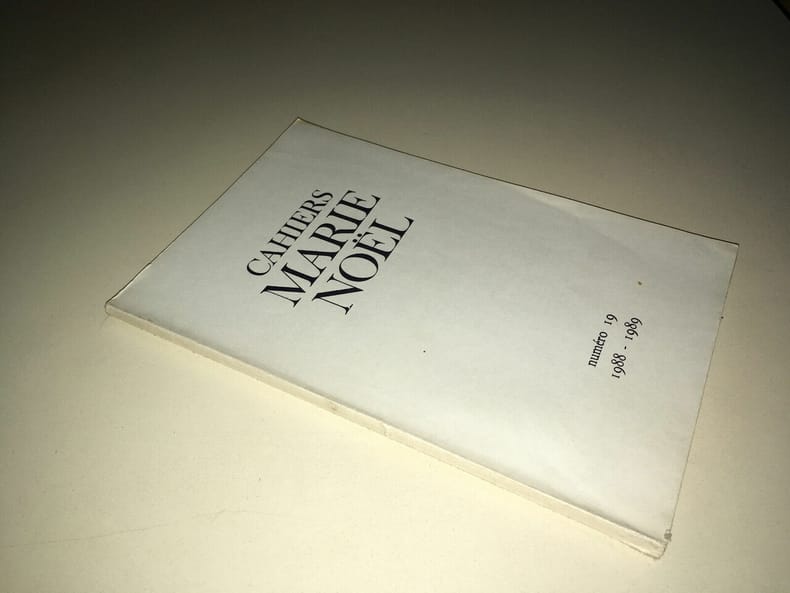 CAHIERS
MARIE
NOËL
numéro 19
1988 - 1989